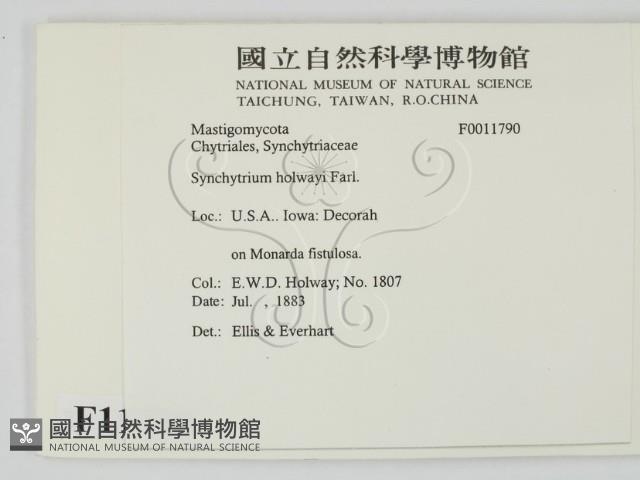 國立自然科學博物館
NATIONAL MUSEUM OF NATURAL SCIENCE
TAICHUNG, TAIWAN, R.O.CHINA
Mastigomycota F0011790
Chytriales, Synchytriaceae
Synchytrium holwayi Farl.
Loc.: U.S.A.. Iowa: Decorah
on Monarda fistulosa.
Col.: E.W.D. Holway; No. 1807
Date: Jul. , 1883
Det.: Ellis & Everhart
F11
國立自然科學博物館
NATIONAL MUSEUM OF NATURAL SCIENCE